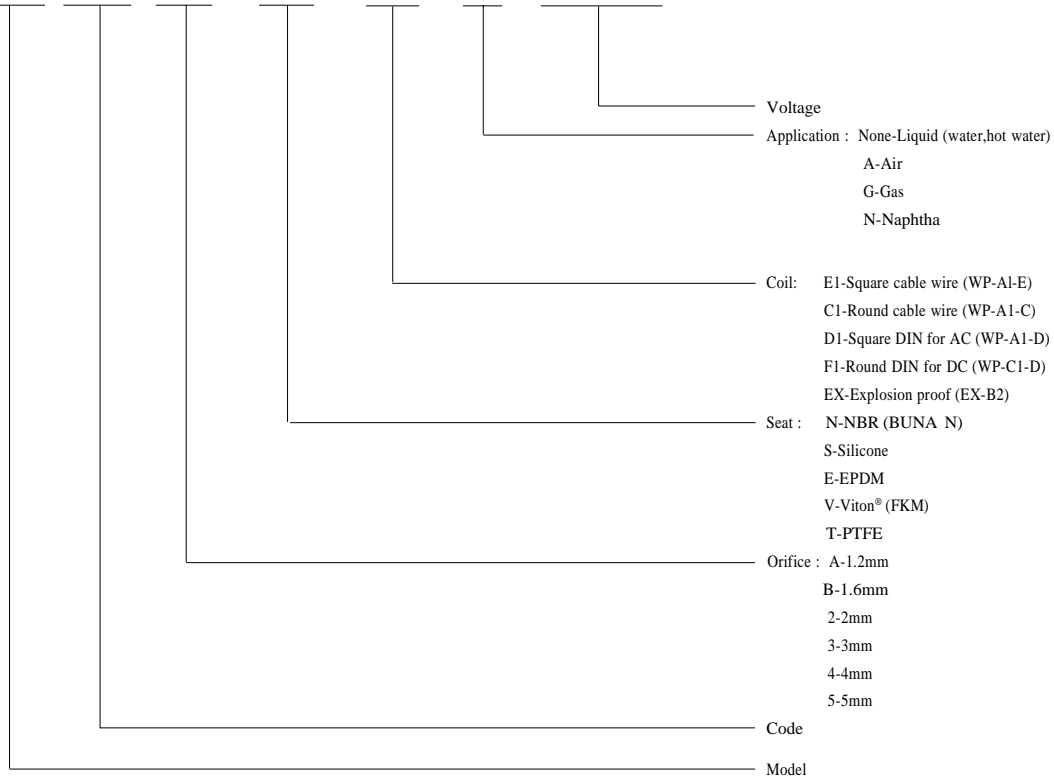 Voltage
Application : None-Liquid (water,hot water)
A-Air
G-Gas
N-Naphtha
Coil: E1-Square cable wire (WP-Al-E)
C1-Round cable wire (WP-A1-C)
D1-Square DIN for AC (WP-A1-D)
F1-Round DIN for DC (WP-C1-D)
EX-Explosion proof (EX-B2)
Seat : N-NBR (BUNA N)
S-Silicone
E-EPDM
V-Viton® (FKM)
T-PTFE
Orifice : A-1.2mm
B-1.6mm
2-2mm
3-3mm
4-4mm
5-5mm
Code
Model